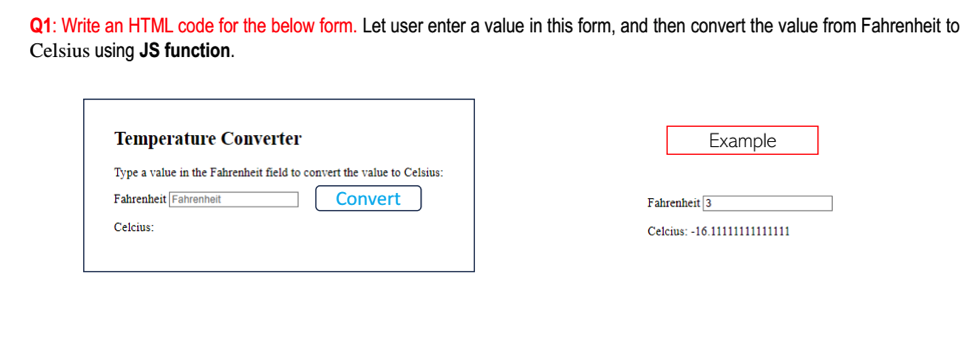 Q1: Write an HTML code for the below form. Let user enter a value in this form, and then convert the value from Fahrenheit to
Celsius using JS function.
Temperature Converter
Type a value in the Fahrenheit field to convert the value to Celsius:
Fahrenheit Fahrenheit Convert
Celcius:
Example
Fahrenheit 3
Celcius: -16.11111111111111